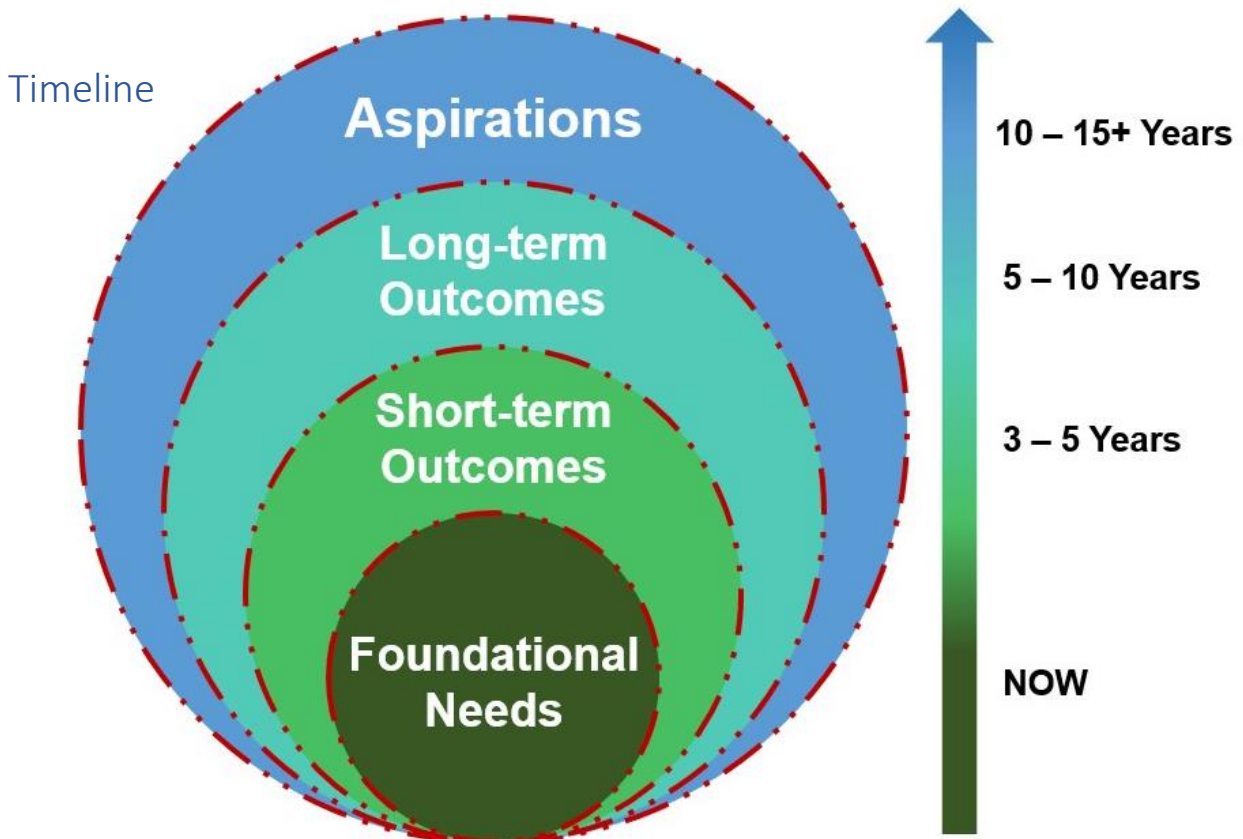 Timeline
Aspirations
10 – 15+ Years
Long-term
Outcomes
5 – 10 Years
Short-term
Outcomes
3 – 5 Years
Foundational
Needs
NOW